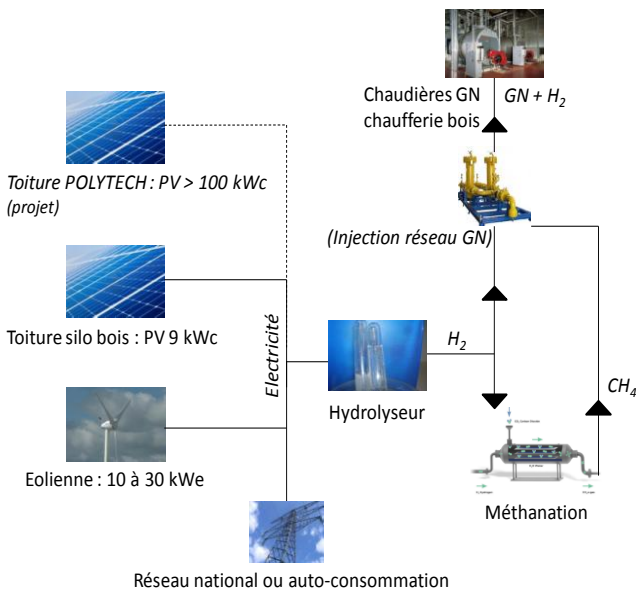 Chaudières GN
chaufferie bois
GN + H2
Toiture POLYTECH : PV > 100 kWc
(projet)
(Injection réseau GN)
Toiture silo bois : PV 9 kWc
Electricité
H2
Hydrolyseur
CH4
Eolienne : 10 à 30 kWe
Méthanation
Réseau national ou auto-consommation